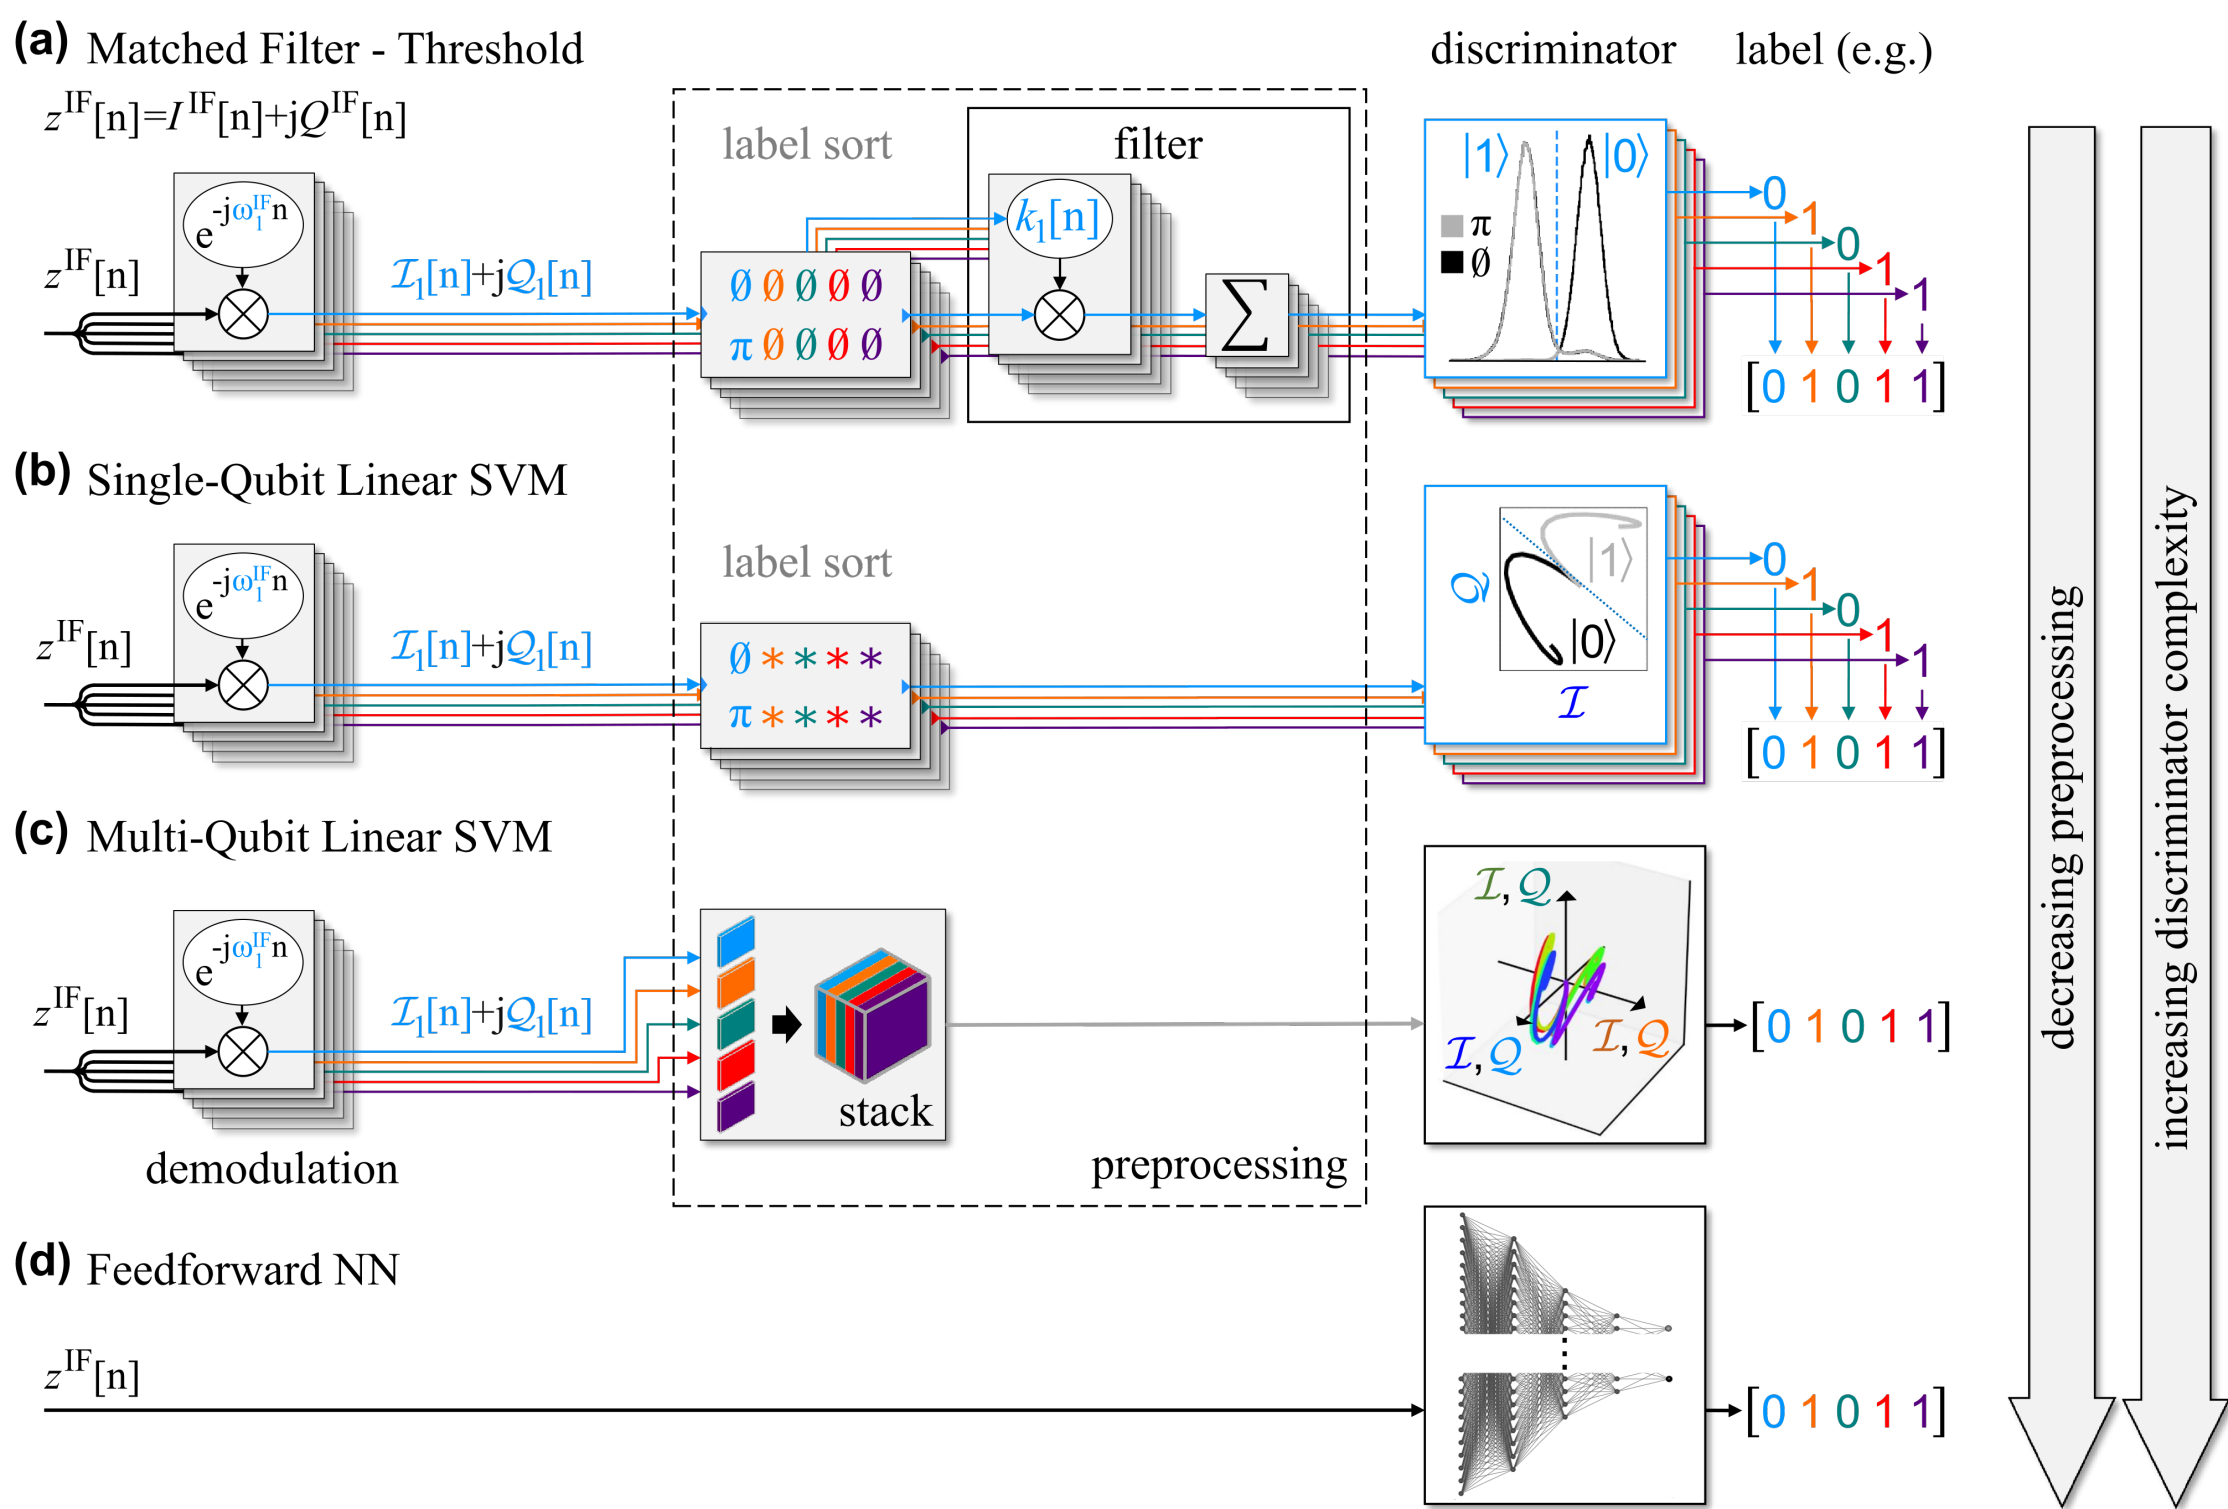 (a) Matched Filter - Threshold
discriminator label (e.g.)
z^IF[n]=I^IF[n]+jQ^IF[n]
label sort
filter
e^-jω₁^IF n
k₁[n]
|1⟩ |0⟩
π
∅
z^IF[n]
ℐ₁[n]+j𝒬₁[n]
∅ ∅ ∅ ∅ ∅
π ∅ ∅ ∅ ∅
∑
0
1
0
1
1
[0 1 0 1 1]
(b) Single-Qubit Linear SVM
label sort
e^-jω₁^IF n
z^IF[n]
ℐ₁[n]+j𝒬₁[n]
∅ * * * *
π * * * *
|1⟩
𝒬
|0⟩
ℐ
0
1
0
1
1
[0 1 0 1 1]
(c) Multi-Qubit Linear SVM
e^-jω₁^IF n
z^IF[n]
ℐ₁[n]+j𝒬₁[n]
stack
ℐ, 𝒬
ℐ, 𝒬
ℐ, 𝒬
[0 1 0 1 1]
demodulation
preprocessing
(d) Feedforward NN
z^IF[n]
[0 1 0 1 1]
decreasing preprocessing
increasing discriminator complexity